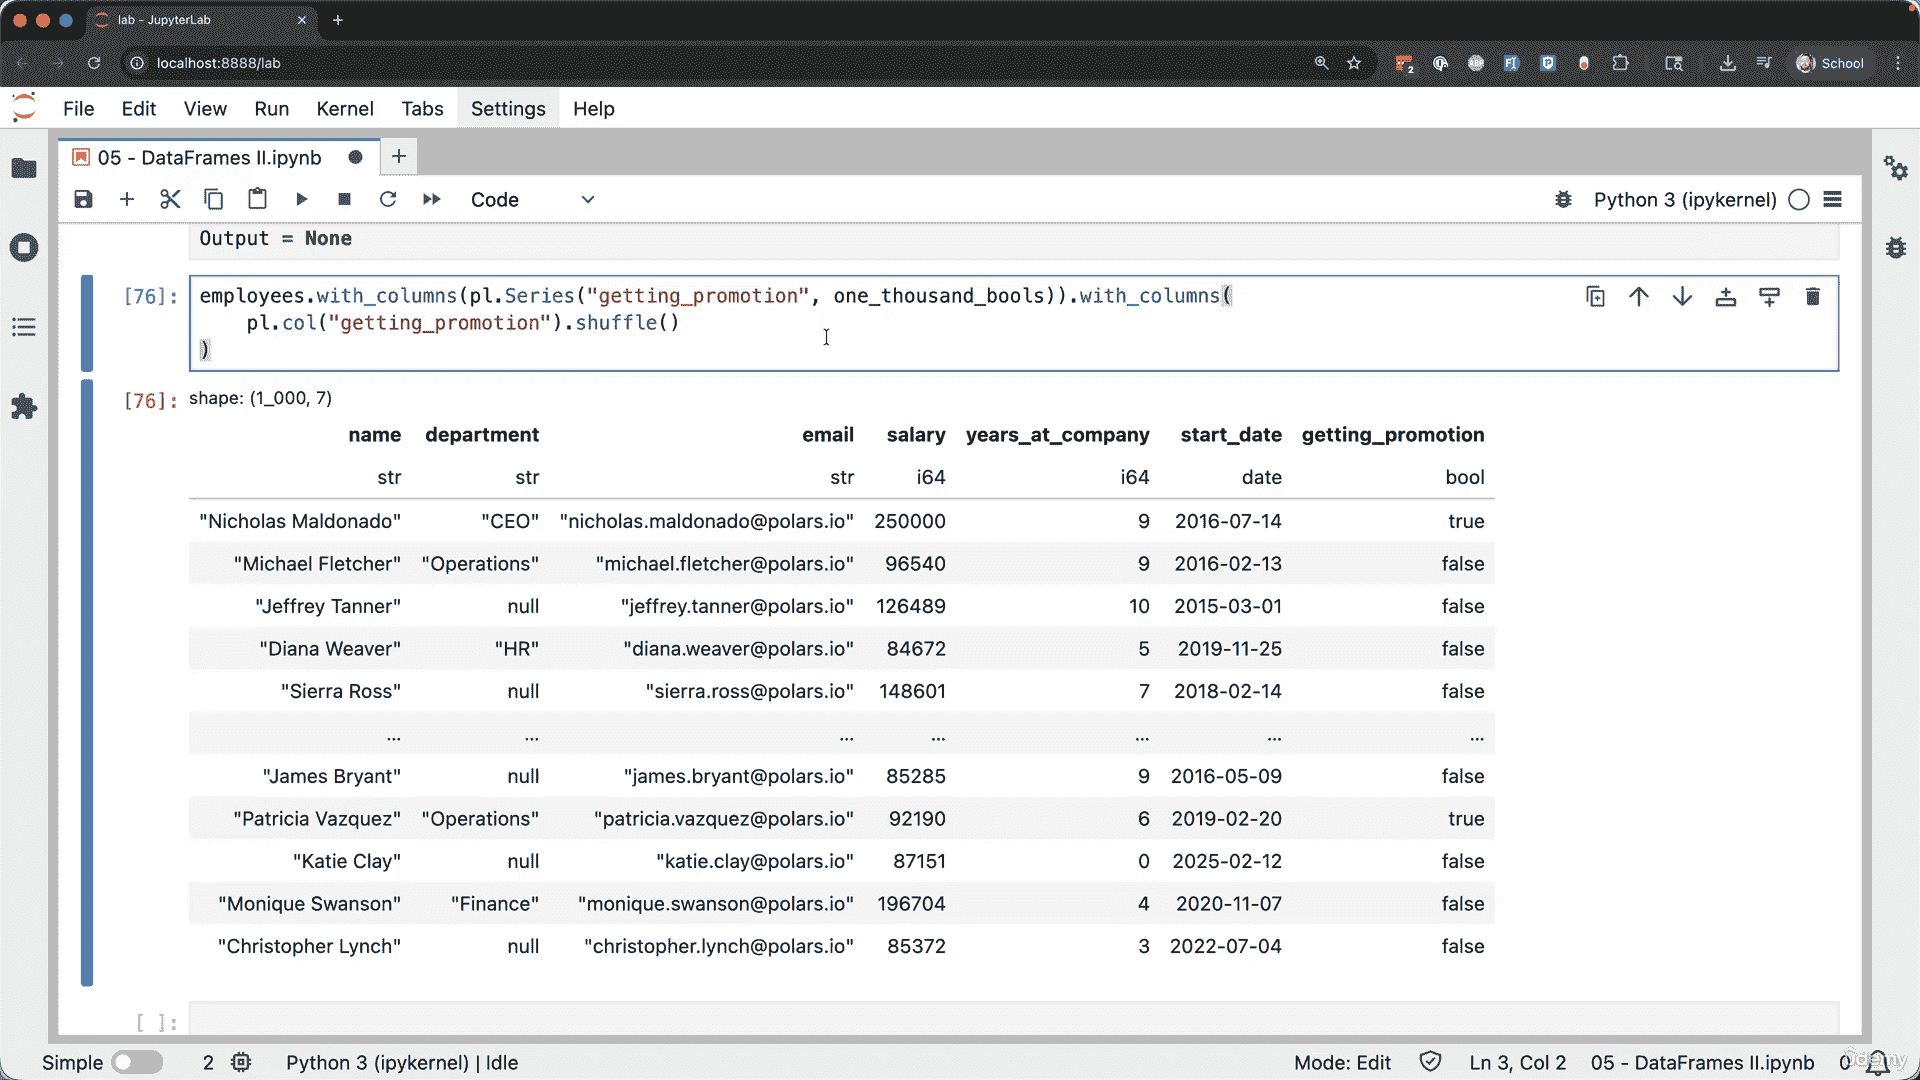 lab - JupyterLab
localhost:8888/lab
2
School
File Edit View Run Kernel Tabs Settings Help
05 - DataFrames II.ipynb
Code
Python 3 (ipykernel)
Output = None
[76]: employees.with_columns(pl.Series("getting_promotion", one_thousand_bools)).with_columns(
pl.col("getting_promotion").shuffle()
)
[76]: shape: (1_000, 7)
name department email salary years_at_company start_date getting_promotion
str str str i64 i64 date bool
"Nicholas Maldonado" "CEO" "nicholas.maldonado@polars.io" 250000 9 2016-07-14 true
"Michael Fletcher" "Operations" "michael.fletcher@polars.io" 96540 9 2016-02-13 false
"Jeffrey Tanner" null "jeffrey.tanner@polars.io" 126489 10 2015-03-01 false
"Diana Weaver" "HR" "diana.weaver@polars.io" 84672 5 2019-11-25 false
"Sierra Ross" null "sierra.ross@polars.io" 148601 7 2018-02-14 false
... ... ... ... ... ... ...
"James Bryant" null "james.bryant@polars.io" 85285 9 2016-05-09 false
"Patricia Vazquez" "Operations" "patricia.vazquez@polars.io" 92190 6 2019-02-20 true
"Katie Clay" null "katie.clay@polars.io" 87151 0 2025-02-12 false
"Monique Swanson" "Finance" "monique.swanson@polars.io" 196704 4 2020-11-07 false
"Christopher Lynch" null "christopher.lynch@polars.io" 85372 3 2022-07-04 false
[ ]:
Simple 2 Python 3 (ipykernel) | Idle Mode: Edit Ln 3, Col 2 05 - DataFrames II.ipynb 0
udemy